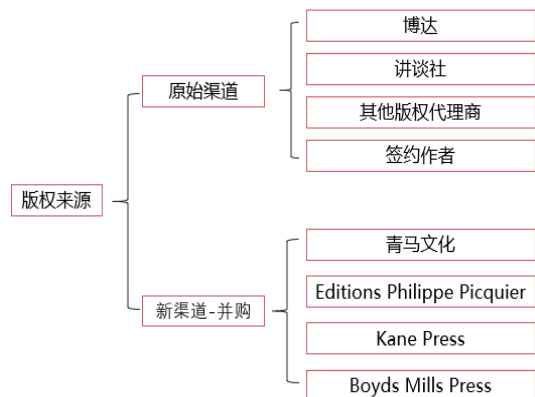 版权来源
原始渠道
博达
讲谈社
其他版权代理商
签约作者
新渠道-并购
青马文化
Editions Philippe Picquier
Kane Press
Boyds Mills Press